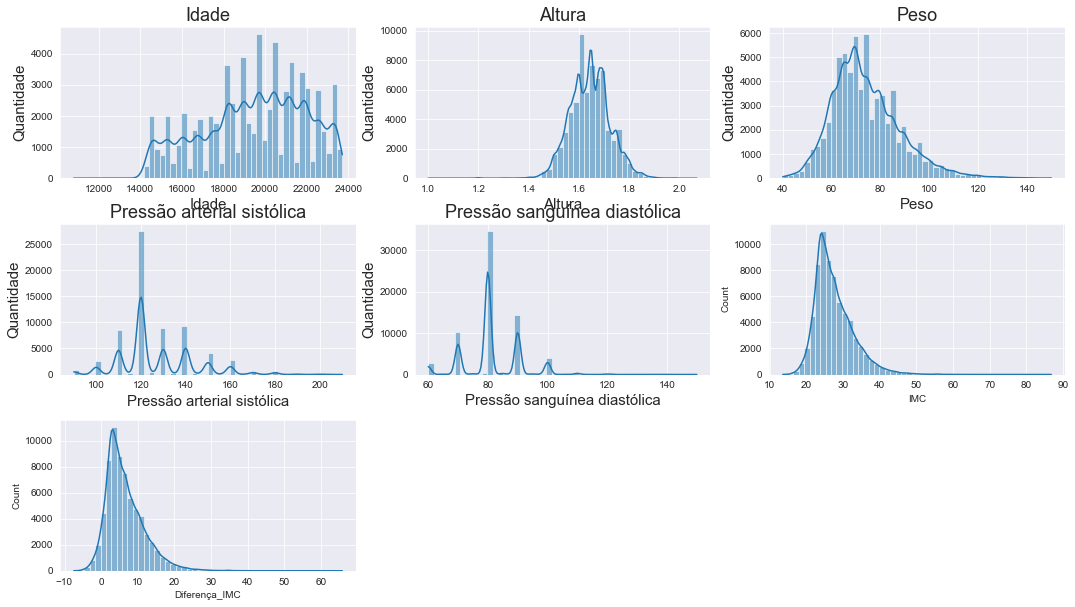 Idade
Altura
Peso
Quantidade
4000
3000
2000
1000
0
12000 14000 16000 18000 20000 22000 24000
Idade
Quantidade
10000
8000
6000
4000
2000
0
1.0 1.2 1.4 1.6 1.8 2.0
Altura
Quantidade
6000
5000
4000
3000
2000
1000
0
40 60 80 100 120 140
Peso
Pressão arterial sistólica
Pressão sanguínea diastólica
Quantidade
25000
20000
15000
10000
5000
0
100 120 140 160 180 200
Pressão arterial sistólica
Quantidade
30000
20000
10000
0
60 80 100 120 140
Pressão sanguínea diastólica
Count
10000
8000
6000
4000
2000
0
10 20 30 40 50 60 70 80 90
IMC
Count
10000
8000
6000
4000
2000
0
−10 0 10 20 30 40 50 60
Diferença_IMC